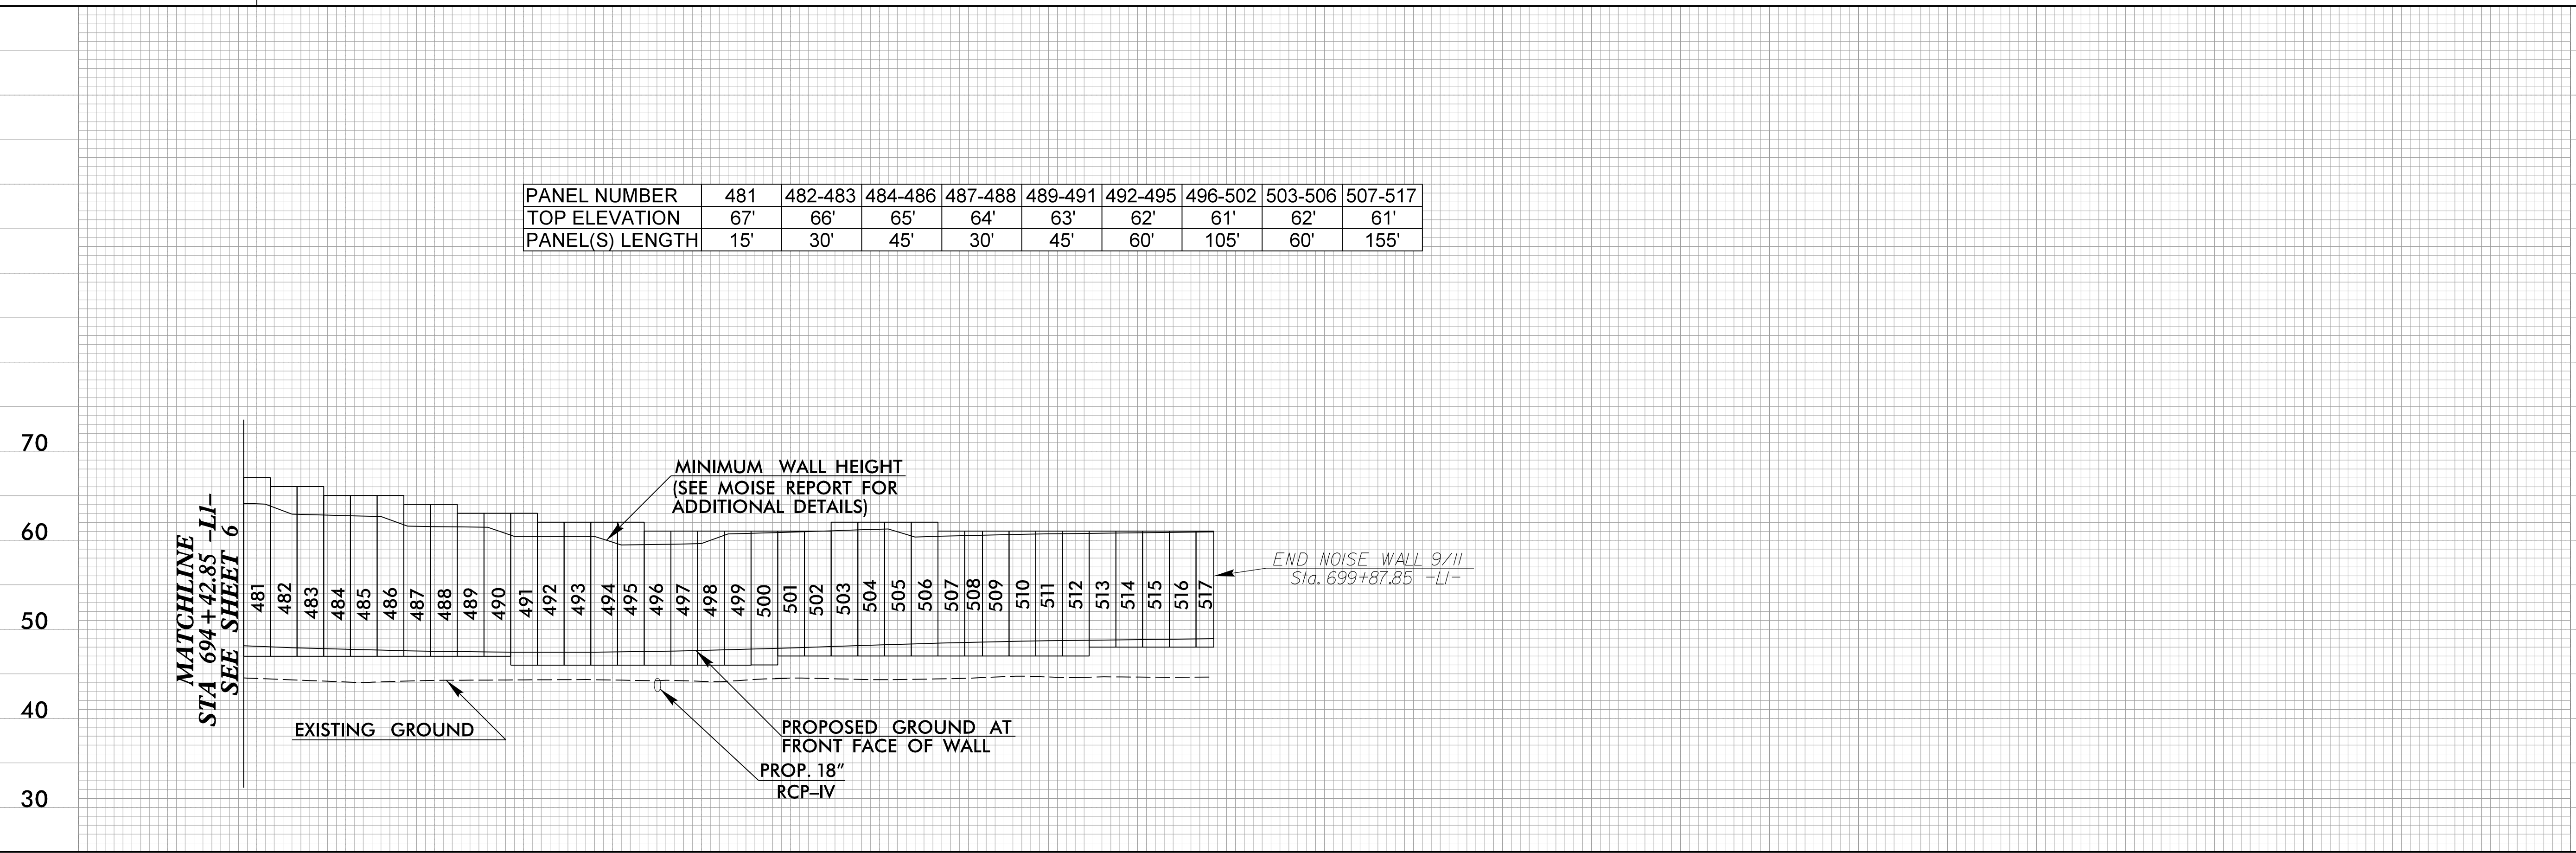 PANEL NUMBER 481 482-483 484-486 487-488 489-491 492-495 496-502 503-506 507-517
TOP ELEVATION 67' 66' 65' 64' 63' 62' 61' 62' 61'
PANEL(S) LENGTH 15' 30' 45' 30' 45' 60' 105' 60' 155'
70
60
50
40
30
MATCHLINE
STA 694+42.85 -L1-
SEE SHEET 6
MINIMUM WALL HEIGHT
(SEE MOISE REPORT FOR
ADDITIONAL DETAILS)
481 482 483 484 485 486 487 488 489 490 491 492 493 494 495 496 497 498 499 500 501 502 503 504 505 506 507 508 509 510 511 512 513 514 515 516 517
END NOISE WALL 9/11
Sta. 699+87.85 -L1-
EXISTING GROUND
PROPOSED GROUND AT
FRONT FACE OF WALL
PROP. 18"
RCP-IV